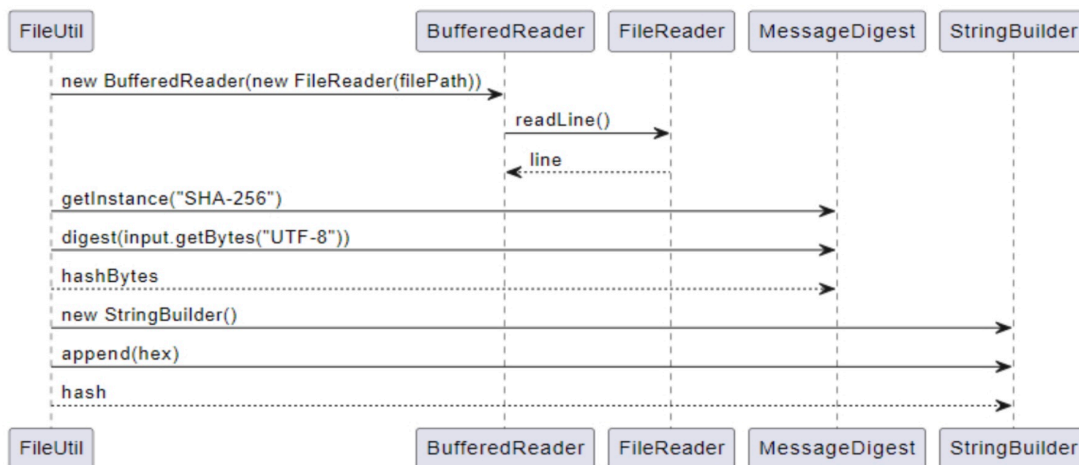 FileUtil BufferedReader FileReader MessageDigest StringBuilder
new BufferedReader(new FileReader(filePath))
readLine()
line
getInstance("SHA-256")
digest(input.getBytes("UTF-8"))
hashBytes
new StringBuilder()
append(hex)
hash
FileUtil BufferedReader FileReader MessageDigest StringBuilder